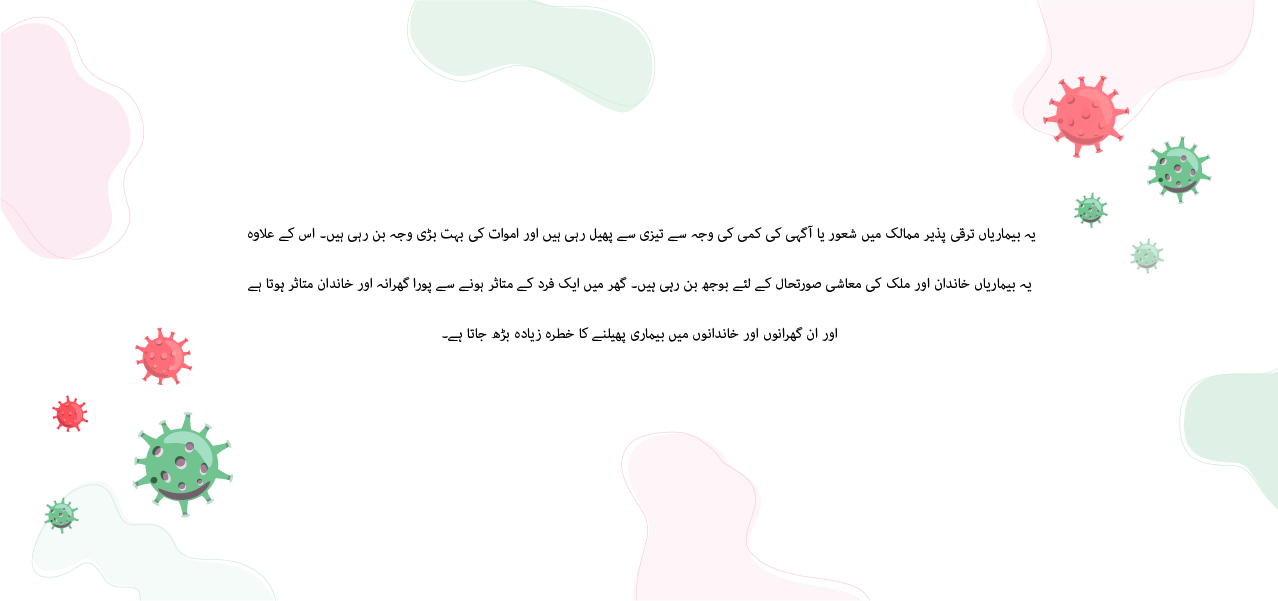 یہ بیماریاں ترقی پذیر ممالک میں شعور یا آگہی کی کمی کی وجہ سے تیزی سے پھیل رہی ہیں اور اموات کی بہت بڑی وجہ بن رہی ہیں۔ اس کے علاوہ
یہ بیماریاں خاندان اور ملک کی معاشی صورتحال کے لئے بوجھ بن رہی ہیں۔ گھر میں ایک فرد کے متاثر ہونے سے پورا گھرانہ اور خاندان متاثر ہوتا ہے
اور ان گھرانوں اور خاندانوں میں بیماری پھیلنے کا خطرہ زیادہ بڑھ جاتا ہے۔